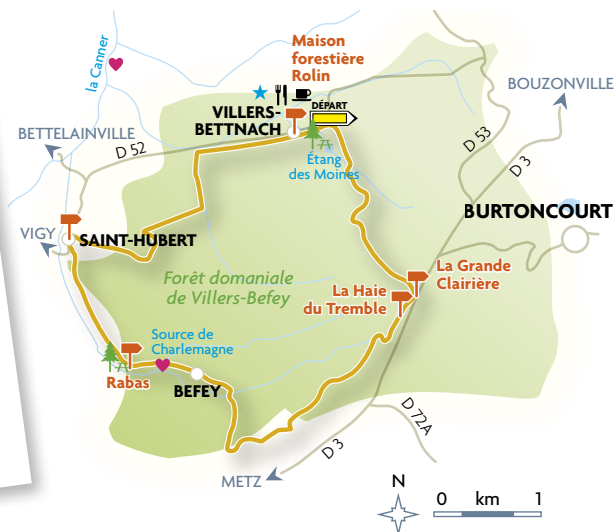 Maison
forestière
Rolin
la Canner
BOUZONVILLE
VILLERS-
BETTNACH
DÉPART
BETTELAINVILLE
D 52
D 53
D 3
Étang
des Moines
BURTONCOURT
VIGY
SAINT-HUBERT
La Grande
Clairière
Forêt domaniale
de Villers-Befey
La Haie
du Tremble
Source de
Charlemagne
Rabas
BEFEY
D 72A
D 3
METZ
N
0 km 1